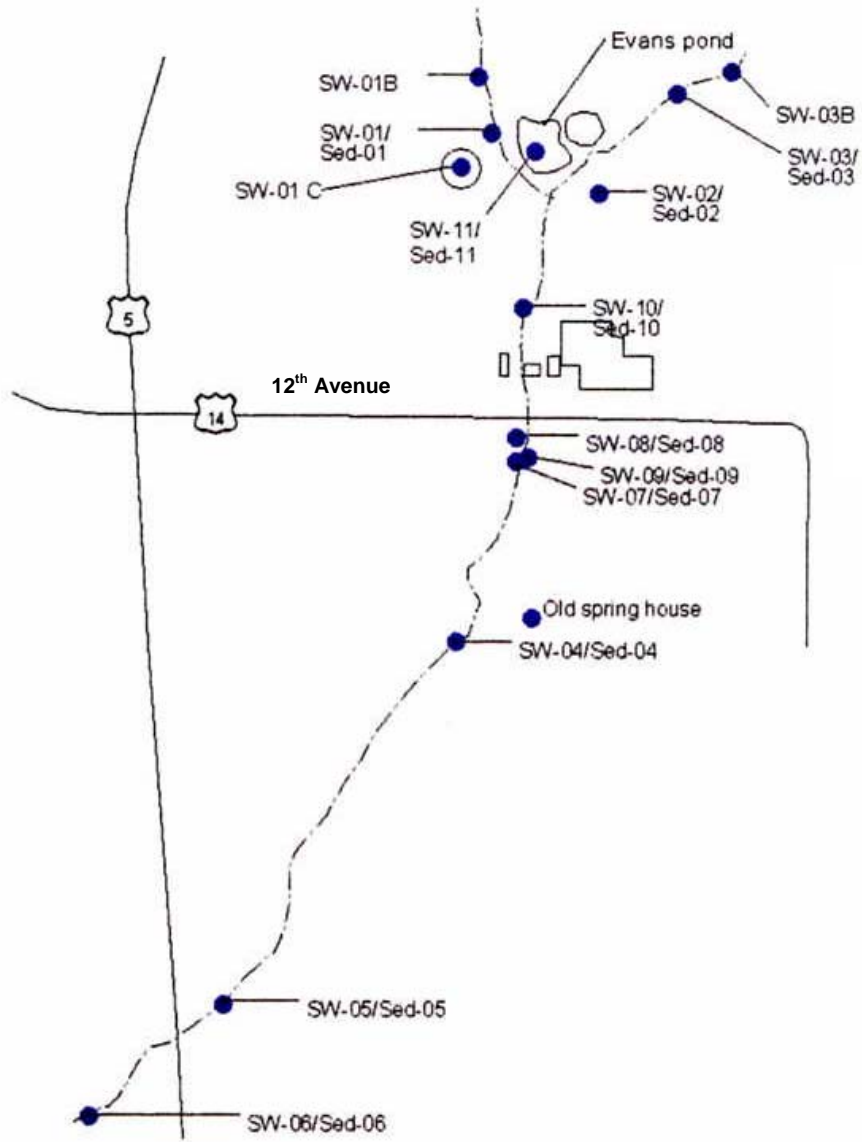 Evans pond
SW-01B
SW-03B
SW-01/
Sed-01
SW-03/
Sed-03
SW-01 C
SW-02/
Sed-02
SW-11/
Sed-11
SW-10/
Sed-10
5
12th Avenue
14
SW-08/Sed-08
SW-09/Sed-09
SW-07/Sed-07
Old spring house
SW-04/Sed-04
SW-05/Sed-05
SW-06/Sed-06